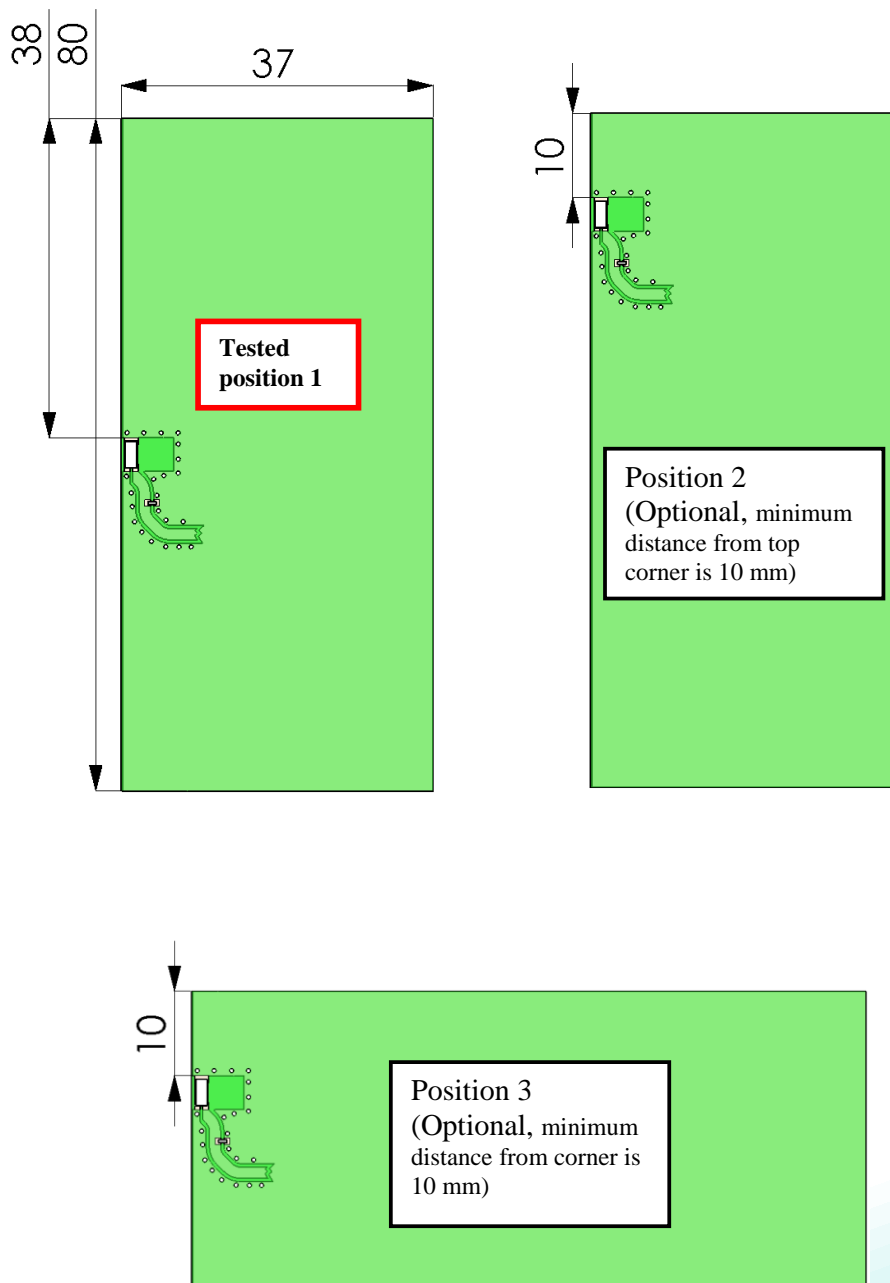 38
80
37
10
Tested
position 1
Position 2
(Optional, minimum
distance from top
corner is 10 mm)
10
Position 3
(Optional, minimum
distance from corner is
10 mm)